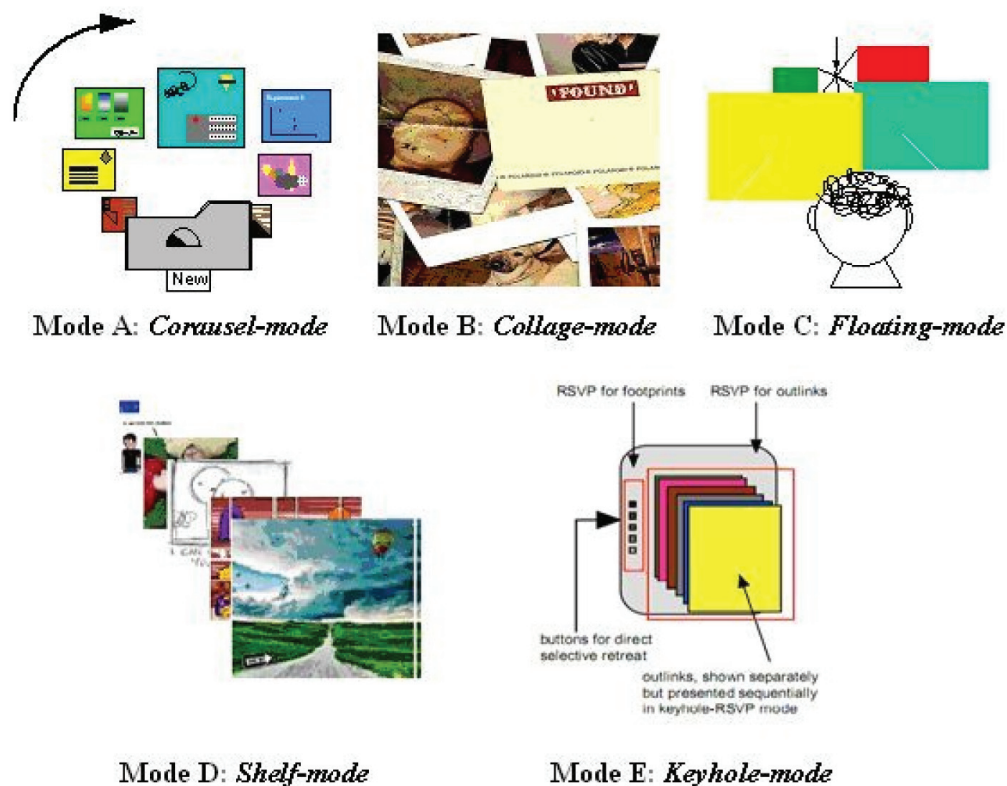 New
FOUND
Mode A: Corausel-mode
Mode B: Collage-mode
Mode C: Floating-mode
RSVP for footprints
RSVP for outlinks
buttons for direct
selective retreat
outlinks, shown separately
but presented sequentially
in keyhole-RSVP mode
Mode D: Shelf-mode
Mode E: Keyhole-mode